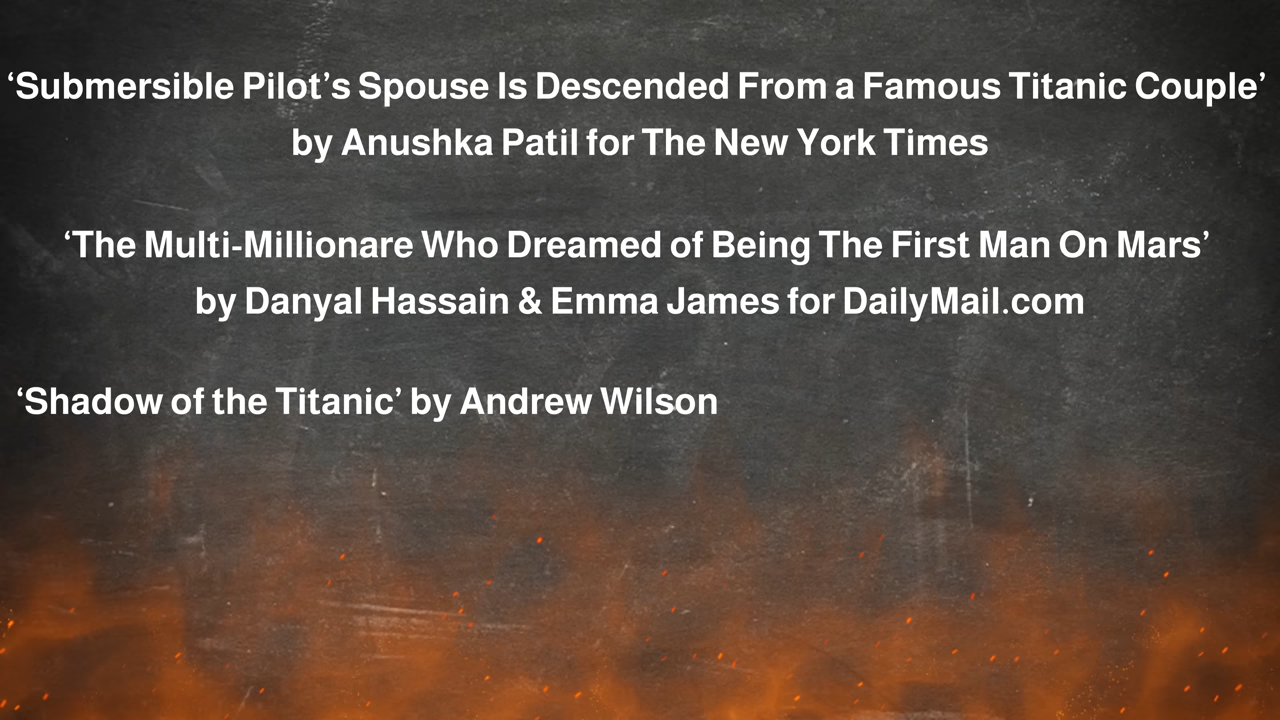 ‘Submersible Pilot’s Spouse Is Descended From a Famous Titanic Couple’
by Anushka Patil for The New York Times
‘The Multi-Millionare Who Dreamed of Being The First Man On Mars’
by Danyal Hassain & Emma James for DailyMail.com
‘Shadow of the Titanic’ by Andrew Wilson